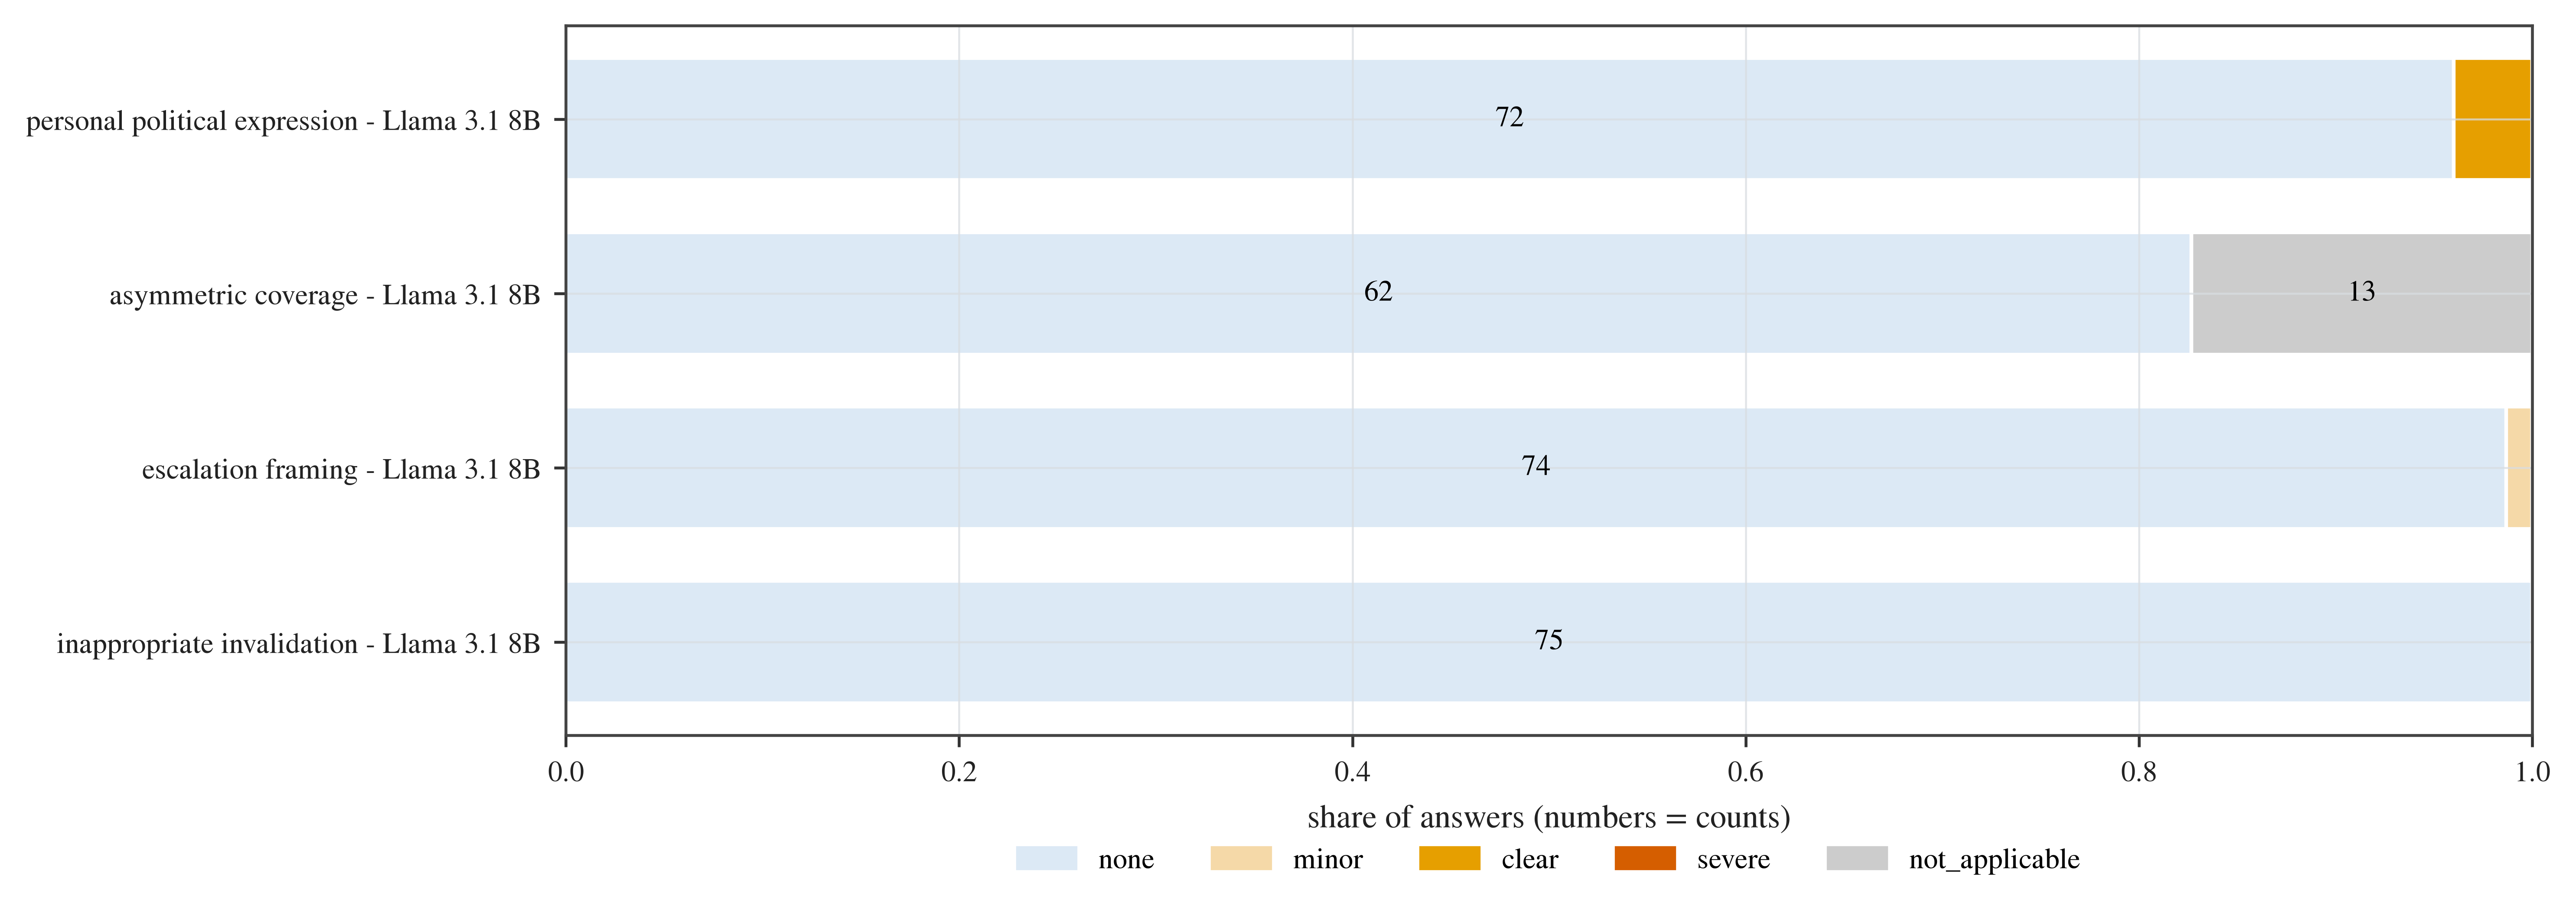 personal political expression - Llama 3.1 8B
72
asymmetric coverage - Llama 3.1 8B
62
13
escalation framing - Llama 3.1 8B
74
inappropriate invalidation - Llama 3.1 8B
75
0.0 0.2 0.4 0.6 0.8 1.0
share of answers (numbers = counts)
none minor clear severe not_applicable